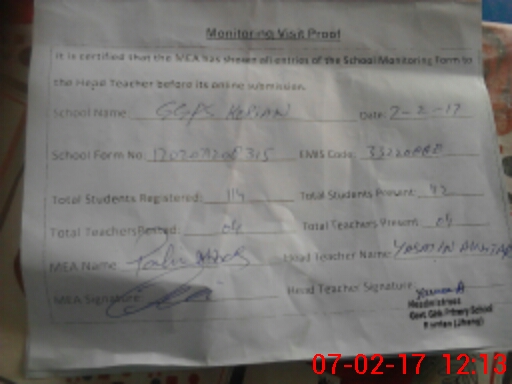 Monitoring Visit Proof
It is certified that the MEA has shown all entries of the School Monitoring Form to
the Head Teacher before its online submission.
School Name: GGPS Date: 7-2-17
School Form No: EMIS Code:
Total Students Registered: 114 Total Students Present: 42
Total Teachers Posted: 04 Total Teachers Present: 04
MEA Name: Head Teacher Name: YASMIN
MEA Signature: Head Teacher Signature
Headmistress
Govt. Girls Primary School
(Jhang)
07-02-17 12:13